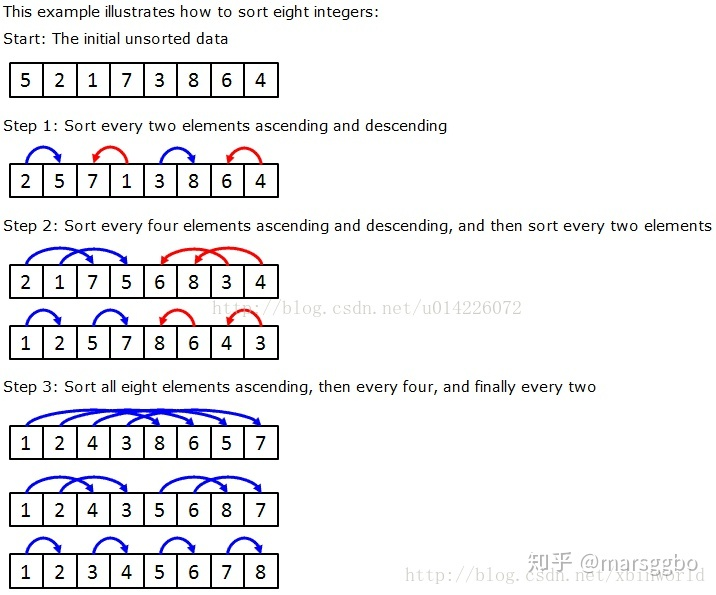 This example illustrates how to sort eight integers:
Start: The initial unsorted data
5 2 1 7 3 8 6 4
Step 1: Sort every two elements ascending and descending
2 5 7 1 3 8 6 4
Step 2: Sort every four elements ascending and descending, and then sort every two elements
2 1 7 5 6 8 3 4
http://blog.csdn.net/u014226072
1 2 5 7 8 6 4 3
Step 3: Sort all eight elements ascending, then every four, and finally every two
1 2 4 3 8 6 5 7
1 2 4 3 5 6 8 7
1 2 3 4 5 6 7 8
知乎 @marsggbo
http://blog.csdn.net/xbinworld